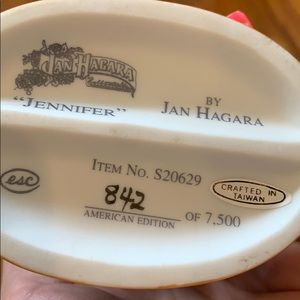 JAN HAGARA
Collectables
"JENNIFER"
BY
JAN HAGARA
ITEM NO. S20629
esc
842
OF 7,500
AMERICAN EDITION
CRAFTED IN
TAIWAN